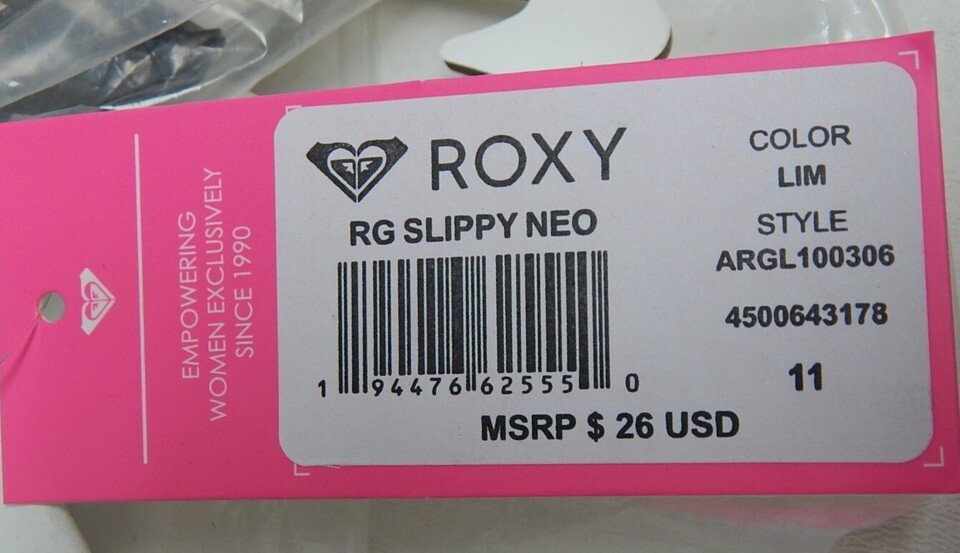 EMPOWERING
WOMEN EXCLUSIVELY
SINCE 1990
ROXY
RG SLIPPY NEO
1 94476 62555 0
MSRP $ 26 USD
COLOR
LIM
STYLE
ARGL100306
4500643178
11